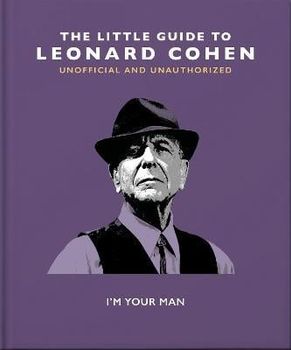 THE LITTLE GUIDE TO
LEONARD COHEN
UNOFFICIAL AND UNAUTHORIZED
I'M YOUR MAN